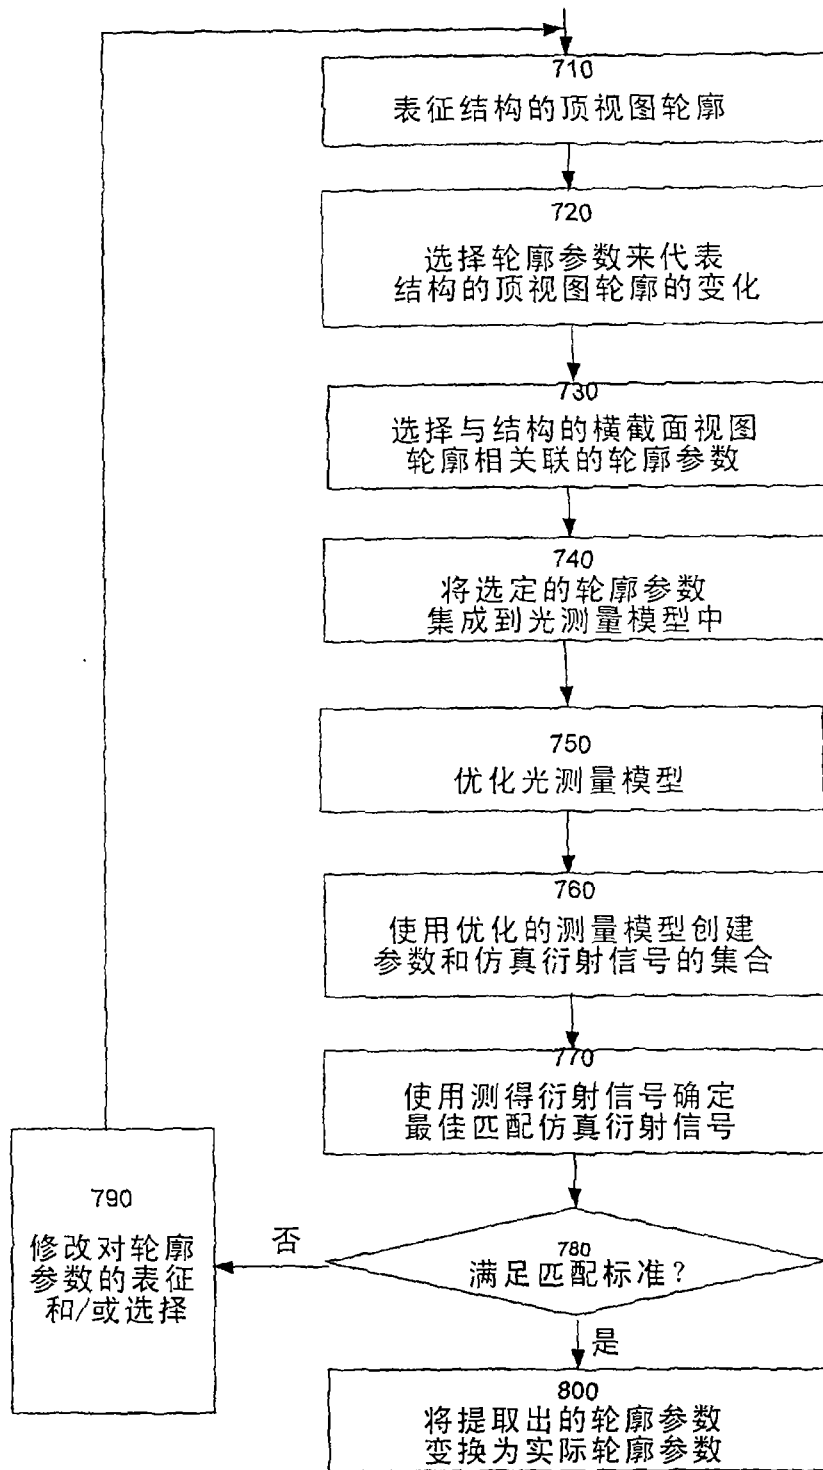 710
表征结构的顶视图轮廓
720
选择轮廓参数来代表
结构的顶视图轮廓的变化
730
选择与结构的横截面视图
轮廓相关联的轮廓参数
740
将选定的轮廓参数
集成到光测量模型中
750
优化光测量模型
760
使用优化的测量模型创建
参数和仿真衍射信号的集合
770
使用测得衍射信号确定
最佳匹配仿真衍射信号
780
满足匹配标准?
否
790
修改对轮廓
参数的表征
和/或选择
是
800
将提取出的轮廓参数
变换为实际轮廓参数